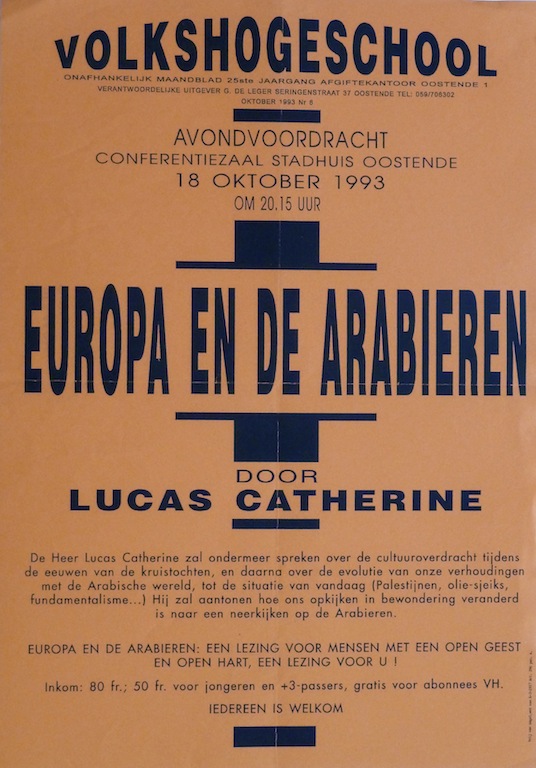 VOLKSHOGESCHOOL
ONAFHANKELIJK MAANDBLAD 25ste JAARGANG AFGIFTEKANTOOR OOSTENDE 1
VERANTWOORDELIJKE UITGEVER G. DE LEGER SERINGENSTRAAT 37 OOSTENDE TEL: 059/706302
OKTOBER 1993 Nr 8
AVONDVOORDRACHT
CONFERENTIEZAAL STADHUIS OOSTENDE
18 OKTOBER 1993
OM 20.15 UUR
EUROPA EN DE ARABIEREN
DOOR
LUCAS CATHERINE
De Heer Lucas Catherine zal ondermeer spreken over de cultuuroverdracht tijdens
de eeuwen van de kruistochten, en daarna over de evolutie van onze verhoudingen
met de Arabische wereld, tot de situatie van vandaag (Palestijnen, olie-sjeiks,
fundamentalisme...) Hij zal aantonen hoe ons opkijken in bewondering veranderd
is naar een neerkijken op de Arabieren.
EUROPA EN DE ARABIEREN: EEN LEZING VOOR MENSEN MET EEN OPEN GEEST
EN OPEN HART, EEN LEZING VOOR U !
Inkom: 80 fr.; 50 fr. voor jongeren en +3-passers, gratis voor abonnees VH.
IEDEREEN IS WELKOM